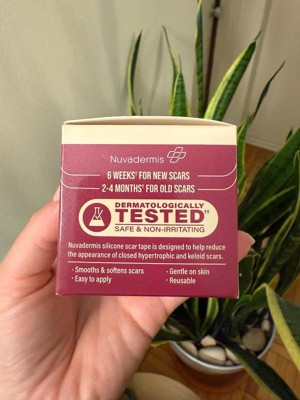 Nuvadermis
6 WEEKS† FOR NEW SCARS
2-4 MONTHS† FOR OLD SCARS
DERMATOLOGICALLY
TESTED††
SAFE & NON-IRRITATING
Nuvadermis silicone scar tape is designed to help reduce
the appearance of closed hypertrophic and keloid scars.
· Smooths & softens scars
· Easy to apply
· Gentle on skin
· Reusable